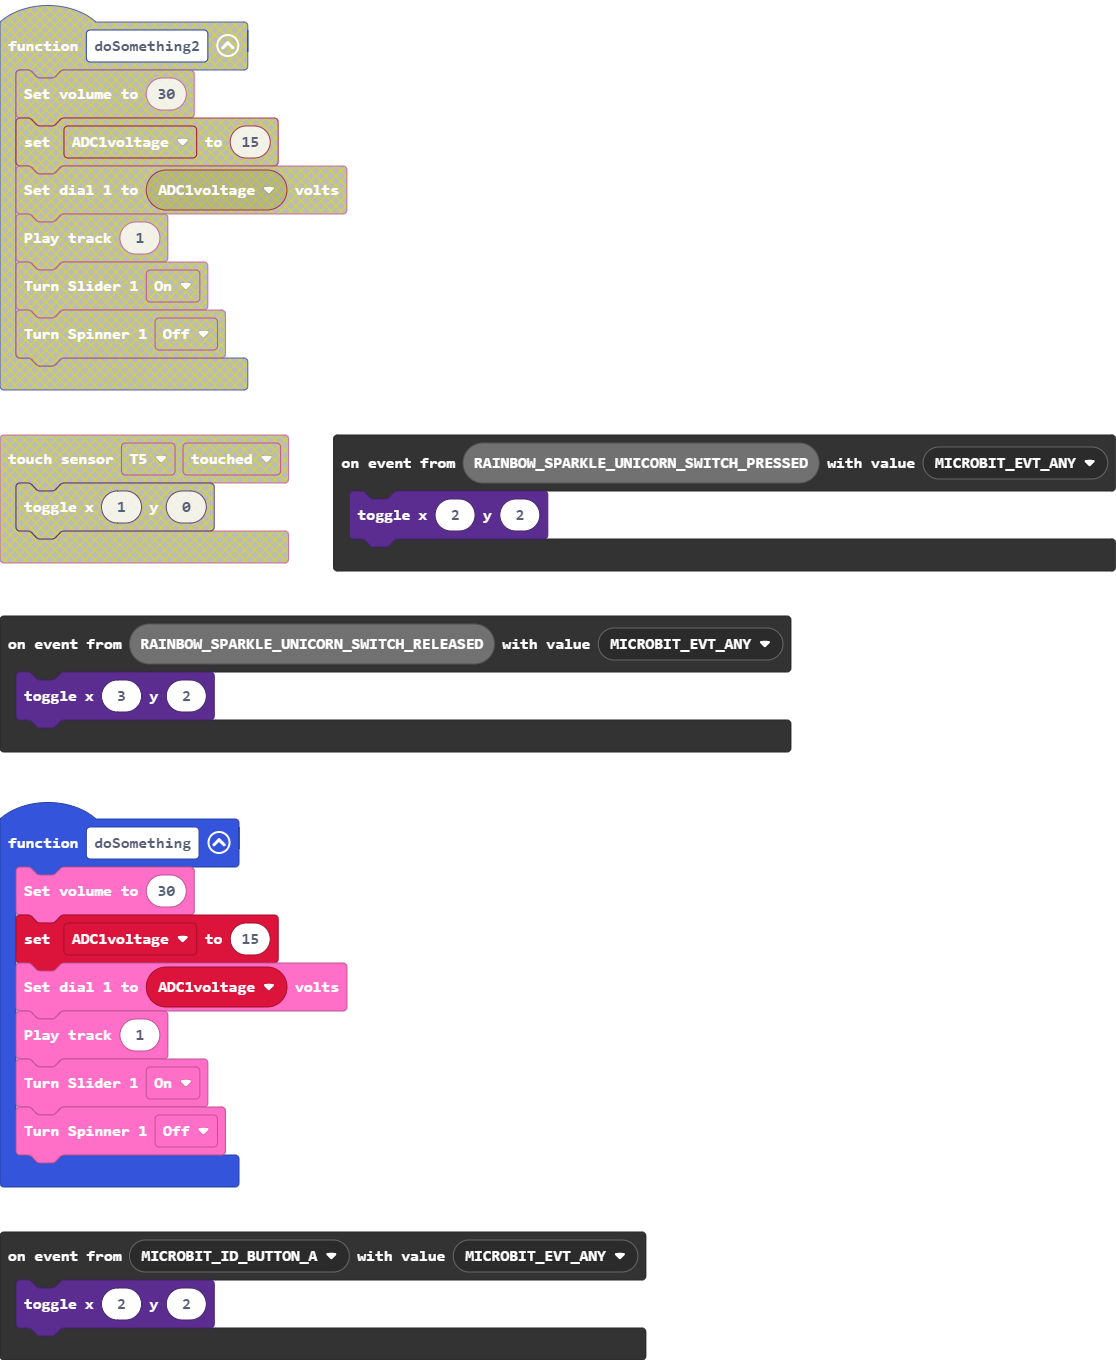 function doSomething2
Set volume to 30
set ADC1voltage to 15
Set dial 1 to ADC1voltage volts
Play track 1
Turn Slider 1 On
Turn Spinner 1 Off
touch sensor T5 touched
toggle x 1 y 0
on event from RAINBOW_SPARKLE_UNICORN_SWITCH_PRESSED with value MICROBIT_EVT_ANY
toggle x 2 y 2
on event from RAINBOW_SPARKLE_UNICORN_SWITCH_RELEASED with value MICROBIT_EVT_ANY
toggle x 3 y 2
function doSomething
Set volume to 30
set ADC1voltage to 15
Set dial 1 to ADC1voltage volts
Play track 1
Turn Slider 1 On
Turn Spinner 1 Off
on event from MICROBIT_ID_BUTTON_A with value MICROBIT_EVT_ANY
toggle x 2 y 2